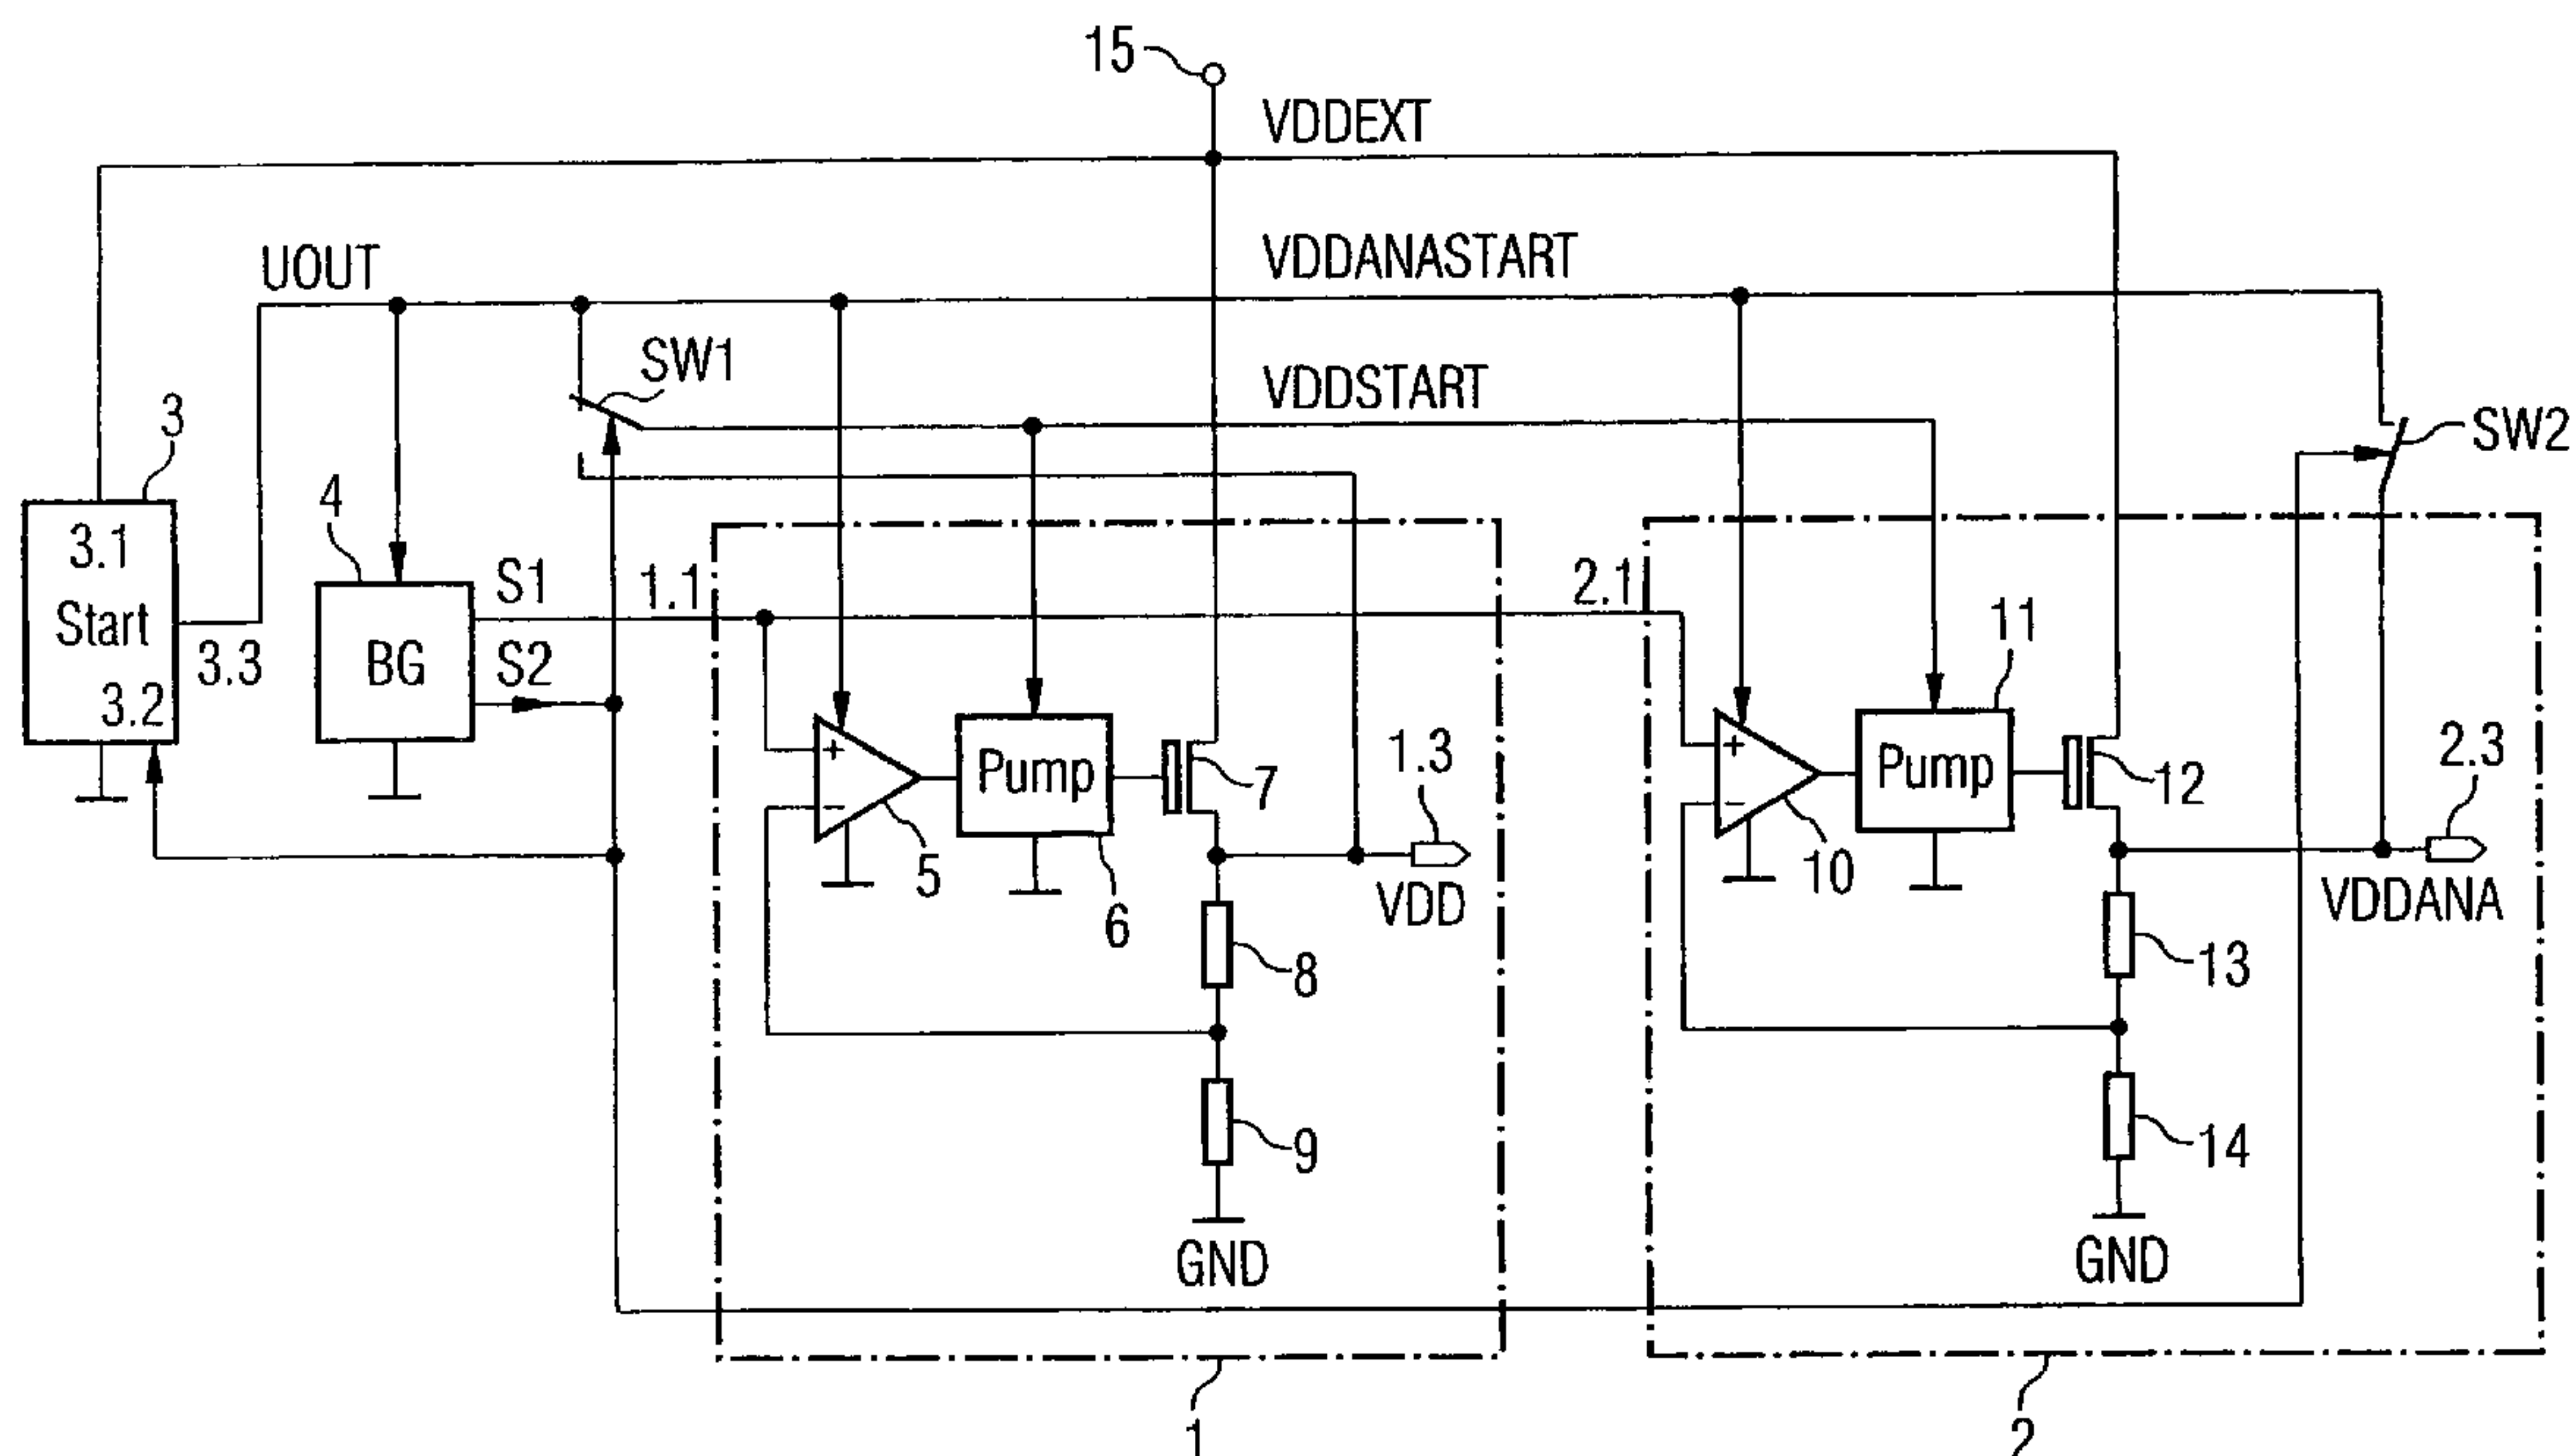 15
VDDEXT
UOUT
VDDANASTART
SW1
VDDSTART
SW2
3
4
3.1
Start
3.2
3.3
BG
S1
S2
1.1
2.1
11
+
−
Pump
5
6
7
1.3
VDD
8
9
GND
+
−
Pump
10
12
2.3
VDDANA
13
14
GND
1
2